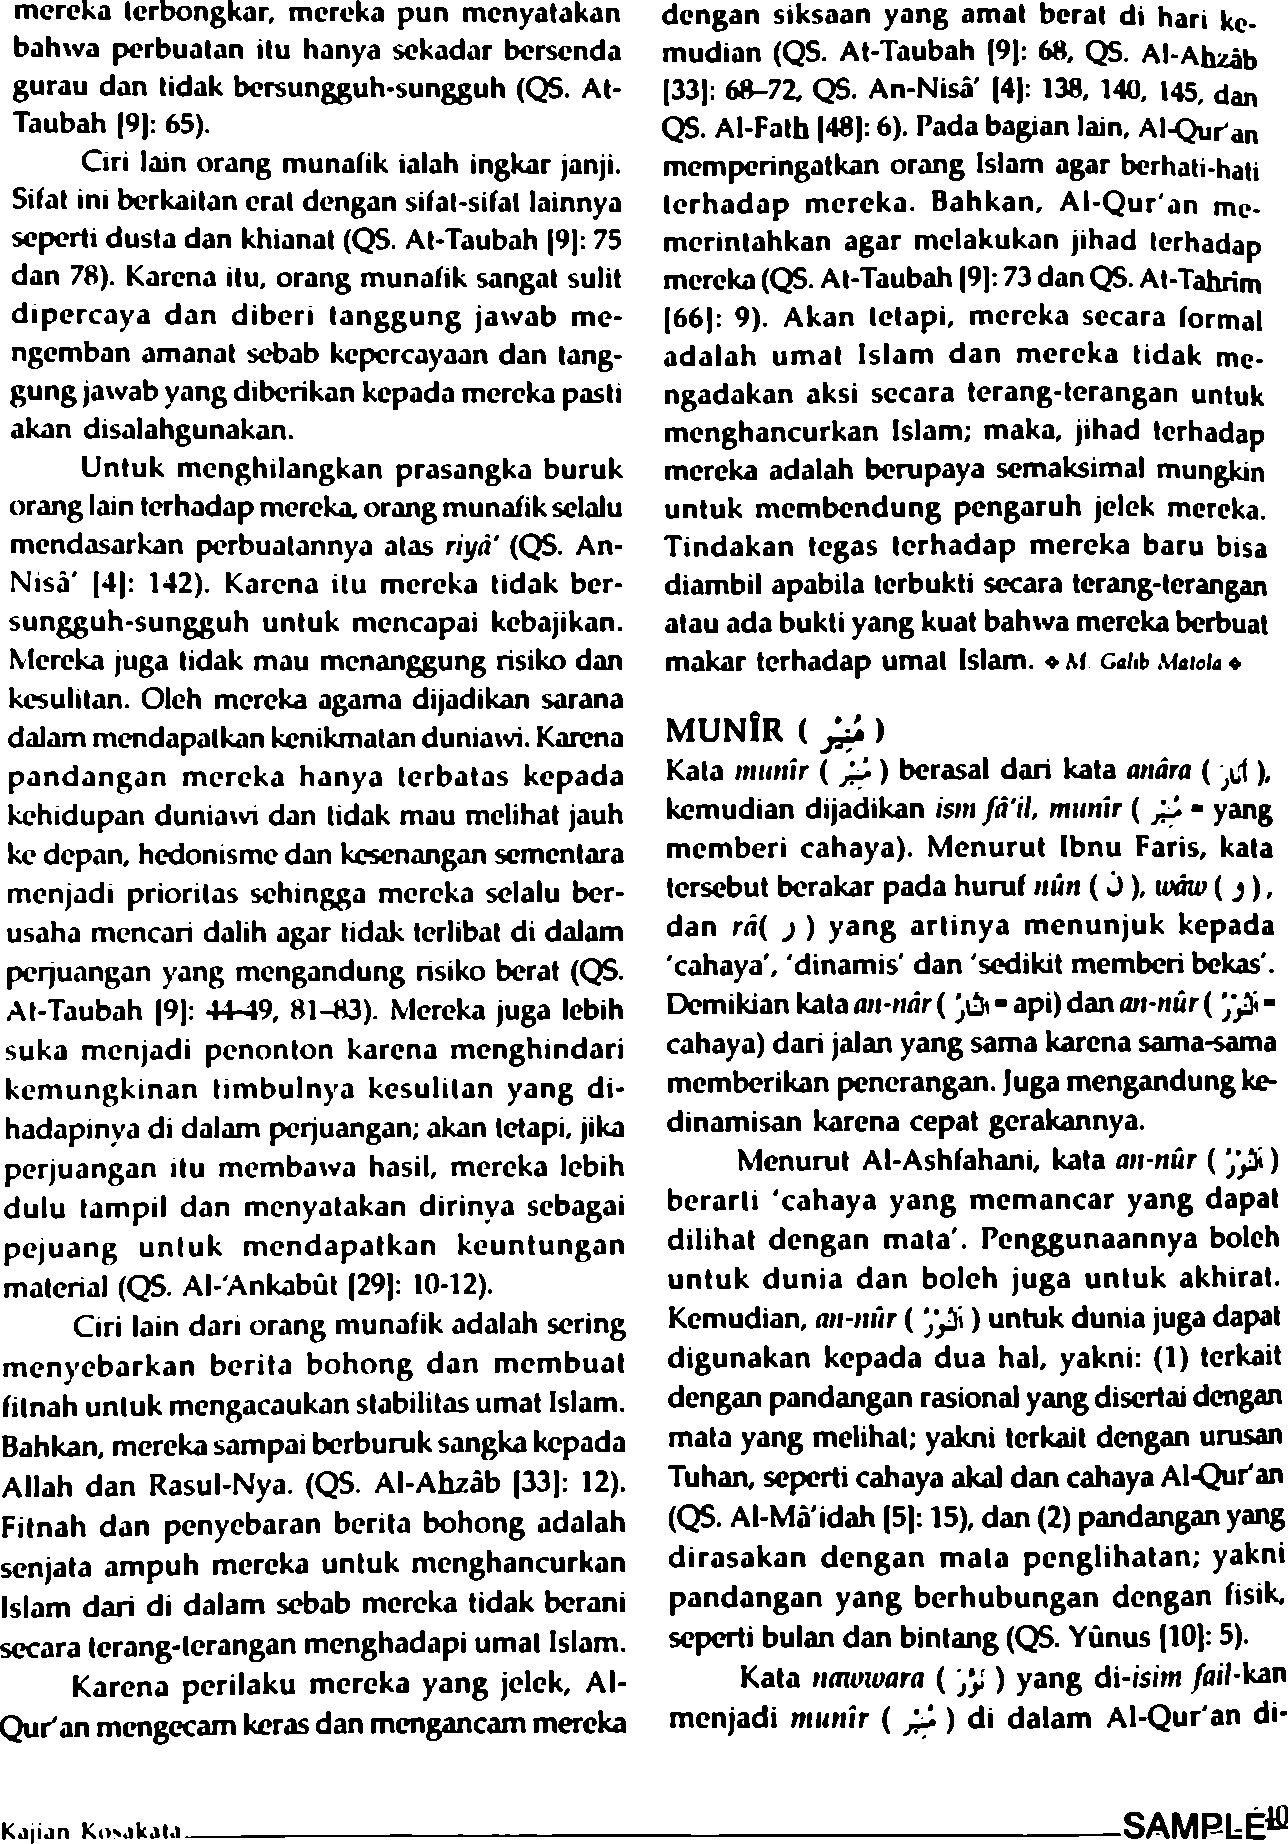 mereka terbongkar, mereka pun menyatakan
bahwa perbuatan itu hanya sekadar bersenda
gurau dan tidak bersungguh-sungguh (QS. At-
Taubah [9]: 65).
Ciri lain orang munafik ialah ingkar janji.
Sifat ini berkaitan erat dengan sifat-sifat lainnya
seperti dusta dan khianat (QS. At-Taubah [9]: 75
dan 78). Karena itu, orang munafik sangat sulit
dipercaya dan diberi tanggung jawab me-
ngemban amanat sebab kepercayaan dan tang-
gung jawab yang diberikan kepada mereka pasti
akan disalahgunakan.
Untuk menghilangkan prasangka buruk
orang lain terhadap mereka, orang munafik selalu
mendasarkan perbuatannya atas riyâ' (QS. An-
Nisâ' [4]: 142). Karena itu mereka tidak ber-
sungguh-sungguh untuk mencapai kebajikan.
Mereka juga tidak mau menanggung risiko dan
kesulitan. Oleh mereka agama dijadikan sarana
dalam mendapatkan kenikmatan duniawi. Karena
pandangan mereka hanya terbatas kepada
kehidupan duniawi dan tidak mau melihat jauh
ke depan, hedonisme dan kesenangan sementara
menjadi prioritas sehingga mereka selalu ber-
usaha mencari dalih agar tidak terlibat di dalam
perjuangan yang mengandung risiko berat (QS.
At-Taubah [9]: 44-49, 81-83). Mereka juga lebih
suka menjadi penonton karena menghindari
kemungkinan timbulnya kesulitan yang di-
hadapinya di dalam perjuangan; akan tetapi, jika
perjuangan itu membawa hasil, mereka lebih
dulu tampil dan menyatakan dirinya sebagai
pejuang untuk mendapatkan keuntungan
material (QS. Al-'Ankabût [29]: 10-12).
Ciri lain dari orang munafik adalah sering
menyebarkan berita bohong dan membuat
fitnah untuk mengacaukan stabilitas umat Islam.
Bahkan, mereka sampai berburuk sangka kepada
Allah dan Rasul-Nya. (QS. Al-Ahzâb [33]: 12).
Fitnah dan penyebaran berita bohong adalah
senjata ampuh mereka untuk menghancurkan
Islam dari di dalam sebab mereka tidak berani
secara terang-terangan menghadapi umat Islam.
Karena perilaku mereka yang jelek, Al-
Qur'an mengecam keras dan mengancam mereka
dengan siksaan yang amat berat di hari ke-
mudian (QS. At-Taubah [9]: 68, QS. Al-Ahzâb
[33]: 68–72, QS. An-Nisâ' [4]: 138, 140, 145, dan
QS. Al-Fath [48]: 6). Pada bagian lain, Al-Qur'an
memperingatkan orang Islam agar berhati-hati
terhadap mereka. Bahkan, Al-Qur'an me-
merintahkan agar melakukan jihad terhadap
mereka (QS. At-Taubah [9]: 73 dan QS. At-Tahrîm
[66]: 9). Akan tetapi, mereka secara formal
adalah umat Islam dan mereka tidak me-
ngadakan aksi secara terang-terangan untuk
menghancurkan Islam; maka, jihad terhadap
mereka adalah berupaya semaksimal mungkin
untuk membendung pengaruh jelek mereka.
Tindakan tegas terhadap mereka baru bisa
diambil apabila terbukti secara terang-terangan
atau ada bukti yang kuat bahwa mereka berbuat
makar terhadap umat Islam. ◆ M. Galib Matola ◆
MUNÎR ( مُنِيْر )
Kata munîr ( مُنِيْر ) berasal dari kata anâra ( أَنَارَ ),
kemudian dijadikan ism fâ'il, munîr ( مُنِيْر = yang
memberi cahaya). Menurut Ibnu Faris, kata
tersebut berakar pada huruf nûn ( ن ), wâw ( و ),
dan râ( ر ) yang artinya menunjuk kepada
'cahaya', 'dinamis' dan 'sedikit memberi bekas'.
Demikian kata an-nâr ( النَّارُ = api) dan an-nûr ( النُّوْرُ =
cahaya) dari jalan yang sama karena sama-sama
memberikan penerangan. Juga mengandung ke-
dinamisan karena cepat gerakannya.
Menurut Al-Ashfahani, kata an-nûr ( النُّوْرُ )
berarti 'cahaya yang memancar yang dapat
dilihat dengan mata'. Penggunaannya boleh
untuk dunia dan boleh juga untuk akhirat.
Kemudian, an-nûr ( النُّوْرُ ) untuk dunia juga dapat
digunakan kepada dua hal, yakni: (1) terkait
dengan pandangan rasional yang disertai dengan
mata yang melihat; yakni terkait dengan urusan
Tuhan, seperti cahaya akal dan cahaya Al-Qur'an
(QS. Al-Mâ'idah [5]: 15), dan (2) pandangan yang
dirasakan dengan mata penglihatan; yakni
pandangan yang berhubungan dengan fisik,
seperti bulan dan bintang (QS. Yûnus [10]: 5).
Kata nawwara ( نَوَّرَ ) yang di-isim fail-kan
menjadi munîr ( مُنِيْر ) di dalam Al-Qur'an di-
Kajian Kosakata
SAMPLE